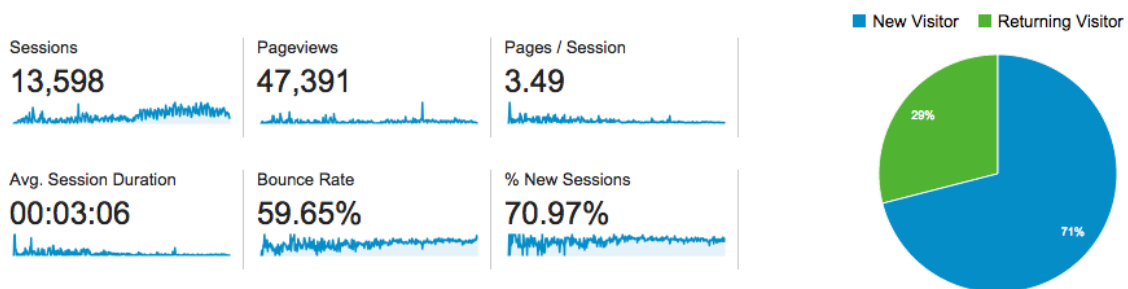 New Visitor Returning Visitor
Sessions Pageviews Pages / Session
13,598 47,391 3.49
Avg. Session Duration Bounce Rate % New Sessions
00:03:06 59.65% 70.97%
29%
71%